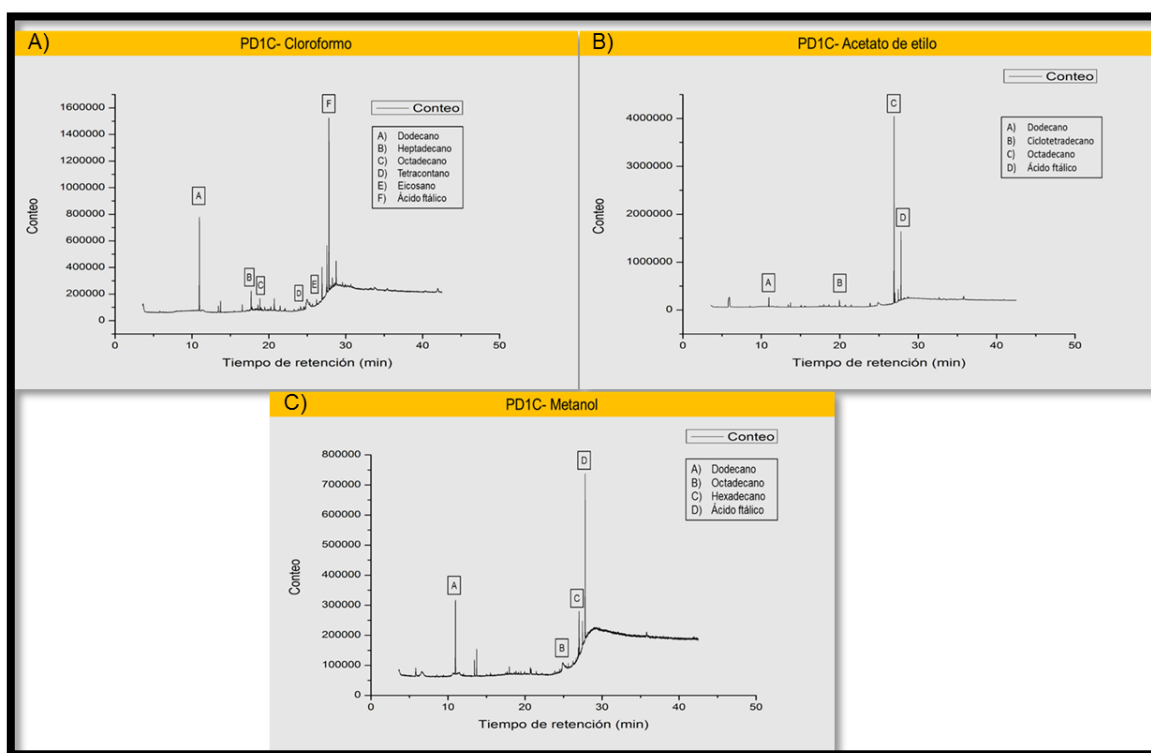 A)
PD1C- Cloroformo
Conteo
A) Dodecano
B) Heptadecano
C) Octadecano
D) Tetracontano
E) Eicosano
F) Ácido ftálico
F
A
B
C
D
E
1600000
1400000
1200000
1000000
800000
600000
400000
200000
0
Conteo
0 10 20 30 40 50
Tiempo de retención (min)
B)
PD1C- Acetato de etilo
Conteo
A) Dodecano
B) Ciclotetradecano
C) Octadecano
D) Ácido ftálico
C
D
A
B
4000000
3000000
2000000
1000000
0
Conteo
0 10 20 30 40 50
Tiempo de retención (min)
C)
PD1C- Metanol
Conteo
A) Dodecano
B) Octadecano
C) Hexadecano
D) Ácido ftálico
D
A
C
B
800000
700000
600000
500000
400000
300000
200000
100000
0
Conteo
0 10 20 30 40 50
Tiempo de retención (min)